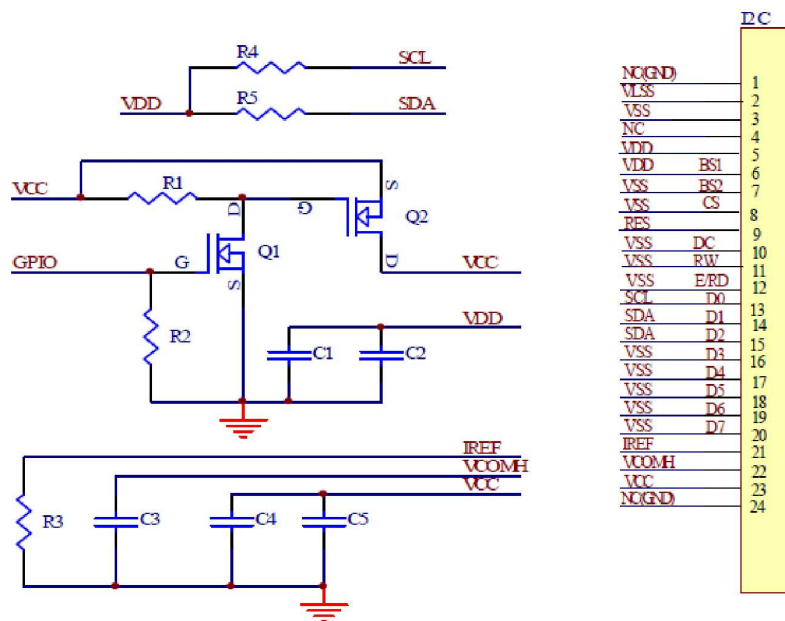 I2C
R4
SCL
VDD
R5
SDA
VCC
R1
D
G
S
Q2
D
VCC
GPIO
G
Q1
S
R2
C1
C2
VDD
IREF
VCOMH
VCC
R3
C3
C4
C5
NC(GND) 1
VLSS 2
VSS 3
NC 4
VDD 5
VDD BS1 6
VSS BS2 7
VSS CS 8
RES 9
VSS DC 10
VSS RW 11
VSS E/RD 12
SCL D0 13
SDA D1 14
SDA D2 15
VSS D3 16
VSS D4 17
VSS D5 18
VSS D6 19
VSS D7 20
IREF 21
VCOMH 22
VCC 23
NC(GND) 24